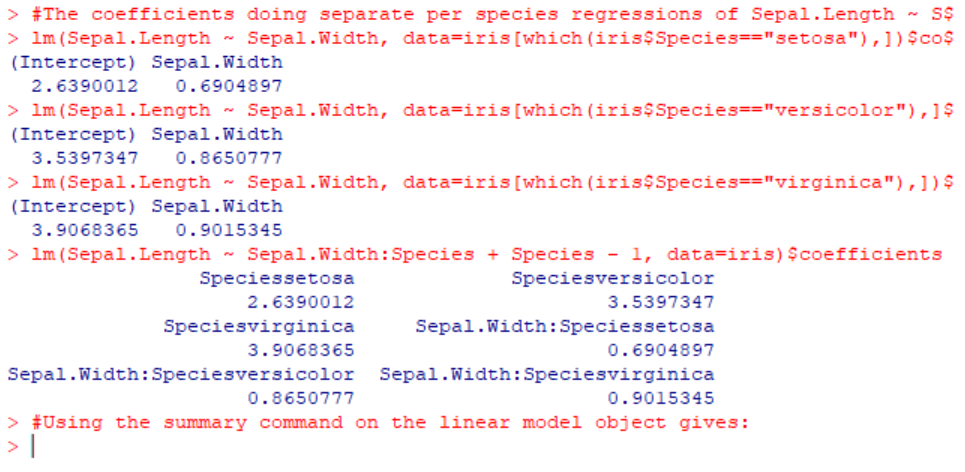 > #The coefficients doing separate per species regressions of Sepal.Length ~ S$
> lm(Sepal.Length ~ Sepal.Width, data=iris[which(iris$Species=="setosa"),])$co$
(Intercept) Sepal.Width
2.6390012 0.6904897
> lm(Sepal.Length ~ Sepal.Width, data=iris[which(iris$Species=="versicolor"),]$
(Intercept) Sepal.Width
3.5397347 0.8650777
> lm(Sepal.Length ~ Sepal.Width, data=iris[which(iris$Species=="virginica"),])$
(Intercept) Sepal.Width
3.9068365 0.9015345
> lm(Sepal.Length ~ Sepal.Width:Species + Species - 1, data=iris)$coefficients
Speciessetosa Speciesversicolor
2.6390012 3.5397347
Speciesvirginica Sepal.Width:Speciessetosa
3.9068365 0.6904897
Sepal.Width:Speciesversicolor Sepal.Width:Speciesvirginica
0.8650777 0.9015345
> #Using the summary command on the linear model object gives:
>